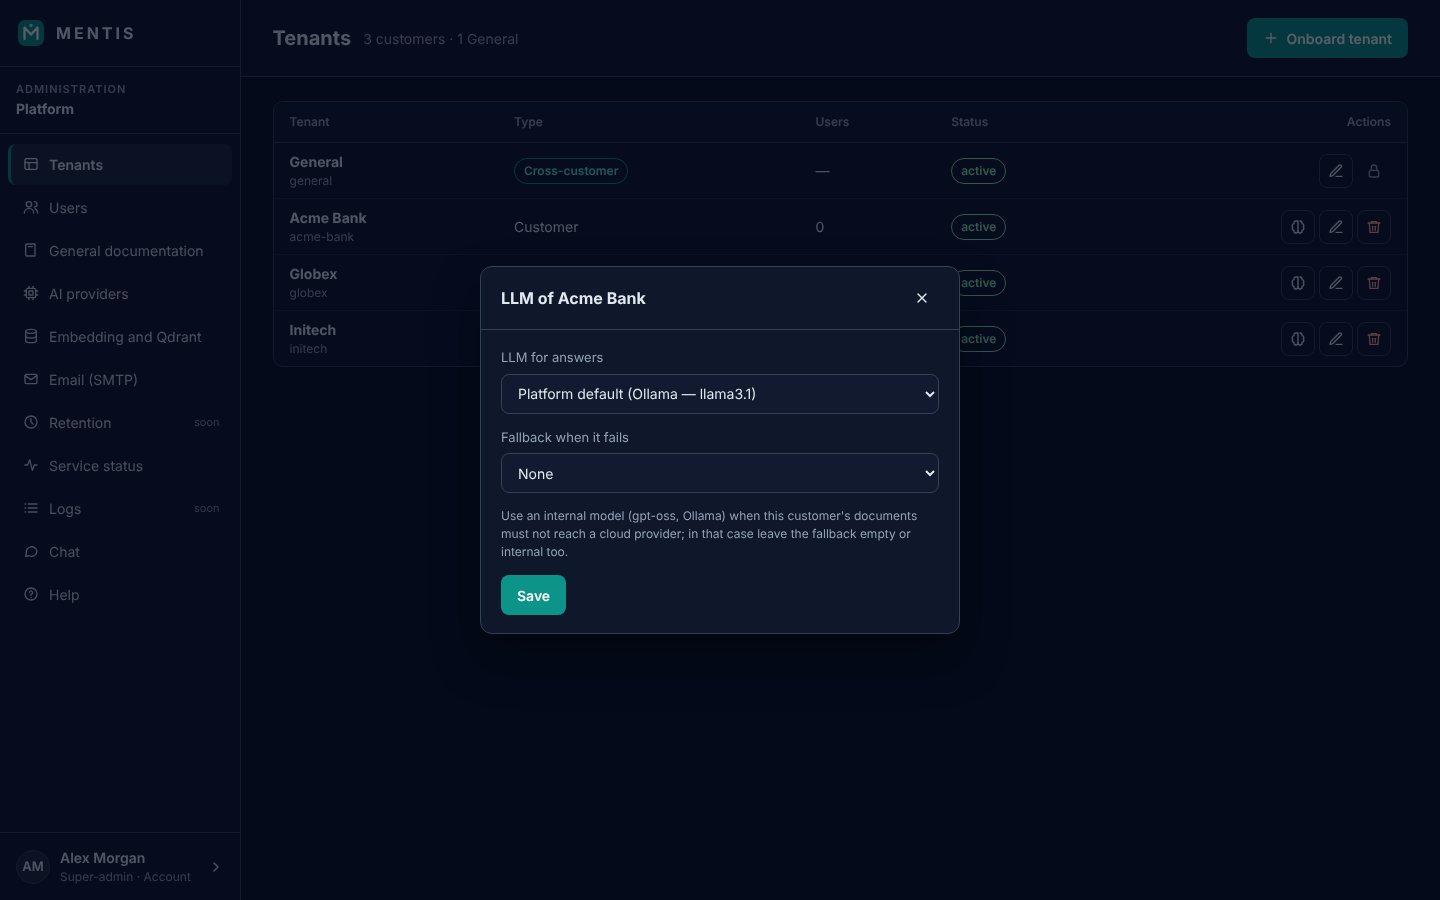 MENTIS
ADMINISTRATION
Platform
Tenants
Users
General documentation
AI providers
Embedding and Qdrant
Email (SMTP)
Retention soon
Service status
Logs soon
Chat
Help
AM
Alex Morgan
Super-admin · Account
Tenants 3 customers · 1 General
+ Onboard tenant
Tenant Type Users Status Actions
General
general
Cross-customer — active
Acme Bank
acme-bank
Customer 0 active
Globex
globex
active
Initech
initech
active
LLM of Acme Bank
LLM for answers
Platform default (Ollama — llama3.1)
Fallback when it fails
None
Use an internal model (gpt-oss, Ollama) when this customer's documents
must not reach a cloud provider; in that case leave the fallback empty or
internal too.
Save